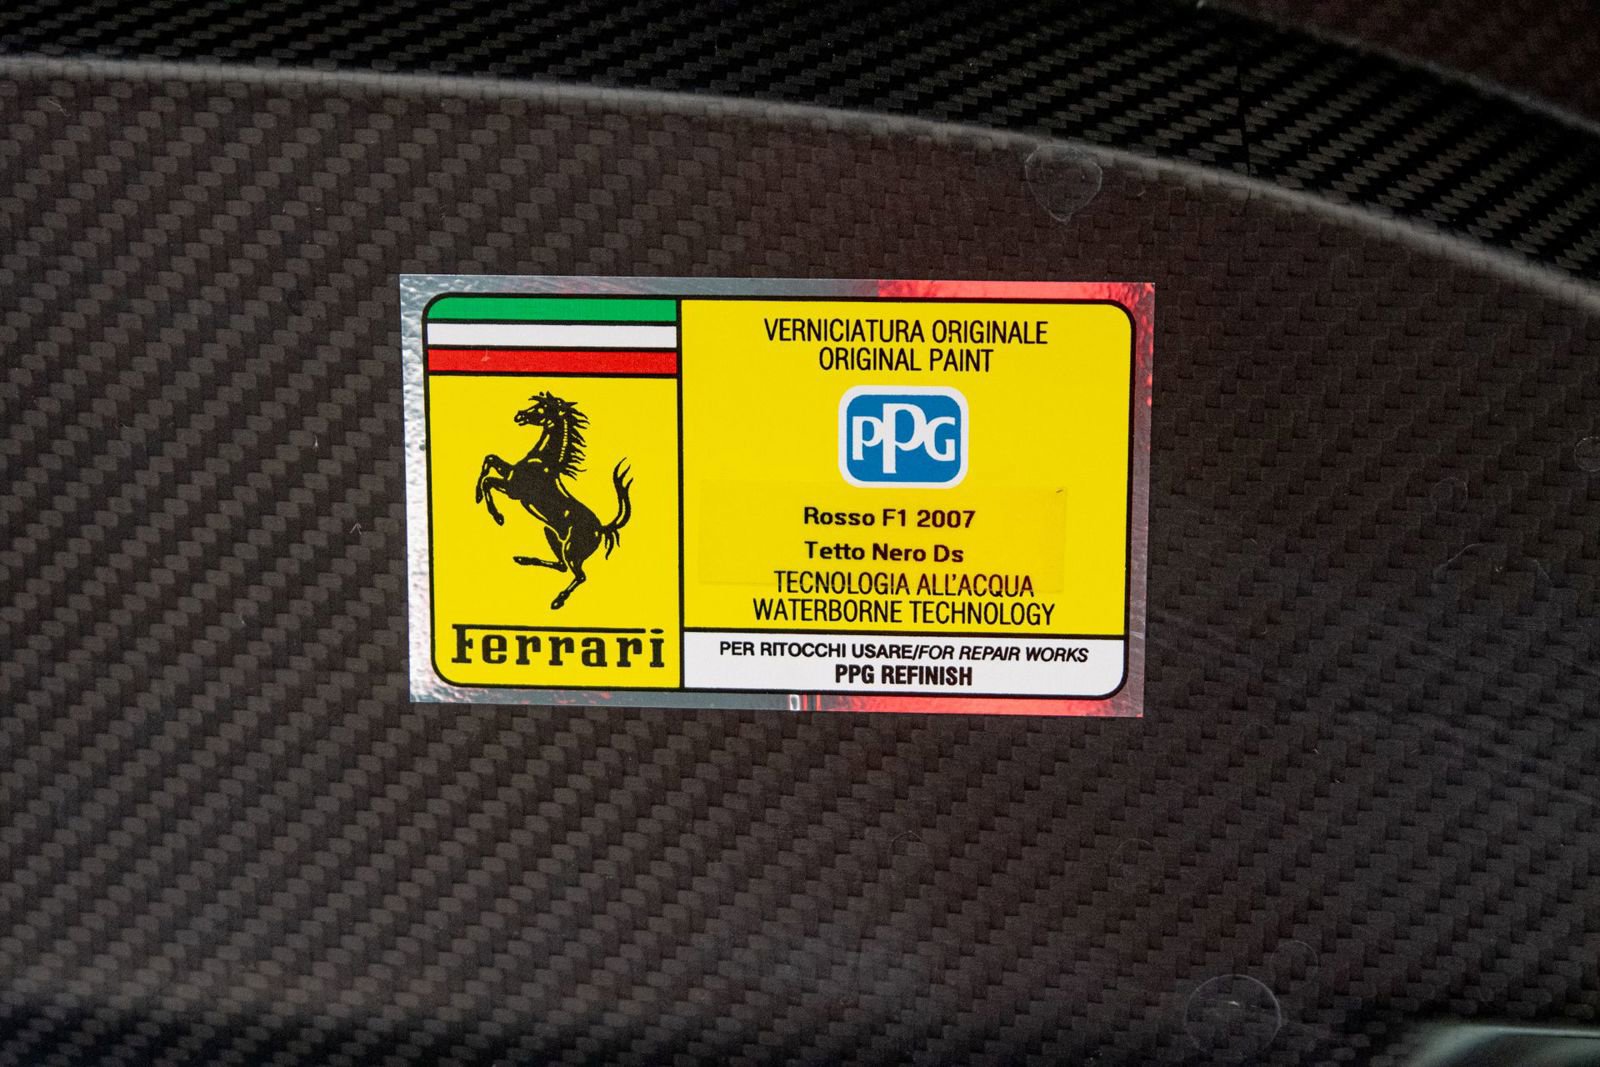 Ferrari
VERNICIATURA ORIGINALE
ORIGINAL PAINT
PPG
Rosso F1 2007
Tetto Nero Ds
TECNOLOGIA ALL'ACQUA
WATERBORNE TECHNOLOGY
PER RITOCCHI USARE/FOR REPAIR WORKS
PPG REFINISH